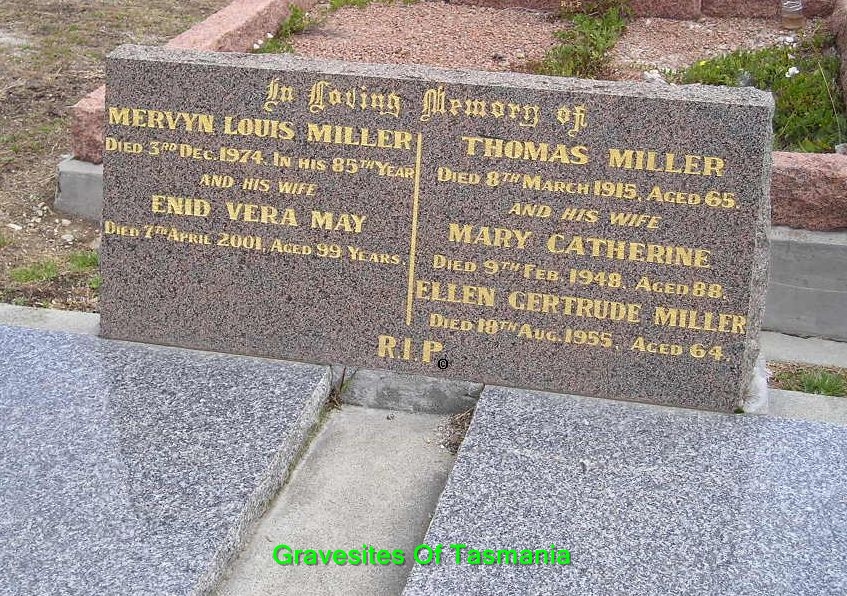 In Loving Memory of
MERVYN LOUIS MILLER
DIED 3RD DEC. 1974. IN HIS 85TH YEAR
AND HIS WIFE
ENID VERA MAY
DIED 7TH APRIL 2001, AGED 99 YEARS.
THOMAS MILLER
DIED 8TH MARCH 1915, AGED 65.
AND HIS WIFE
MARY CATHERINE
DIED 9TH FEB. 1948. AGED 88.
ELLEN GERTRUDE MILLER
DIED 18TH AUG. 1955. AGED 64.
R.I.P.
Gravesites Of Tasmania